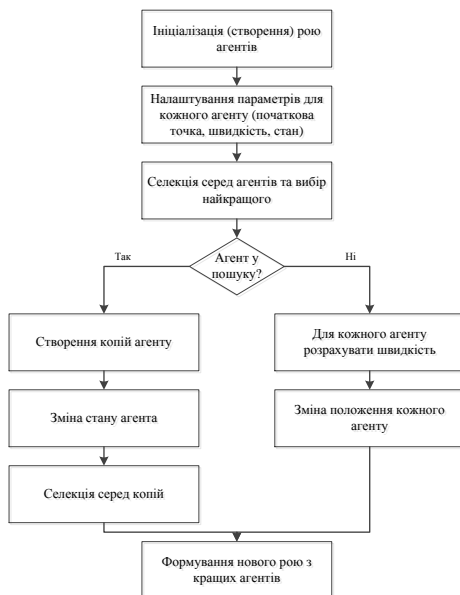 Ініціалізація (створення) рою
агентів
Налаштування параметрів для
кожного агенту (початкова
точка, швидкість, стан)
Селекція серед агентів та вибір
найкращого
Агент у
пошуку?
Так
Ні
Створення копій агенту
Для кожного агенту
розрахувати швидкість
Зміна стану агента
Зміна положення кожного
агенту
Селекція серед копій
Формування нового рою з
кращих агентів